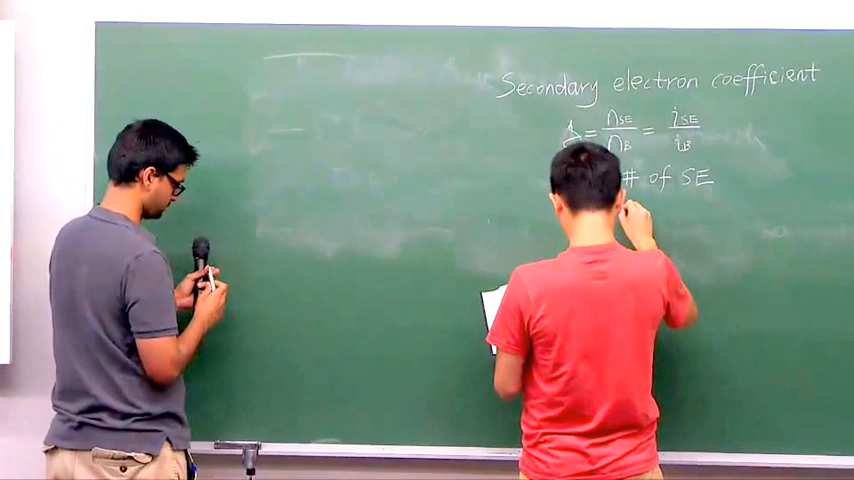 Secondary electron coefficient
δ = nSE / nB = iSE / iB
# of SE